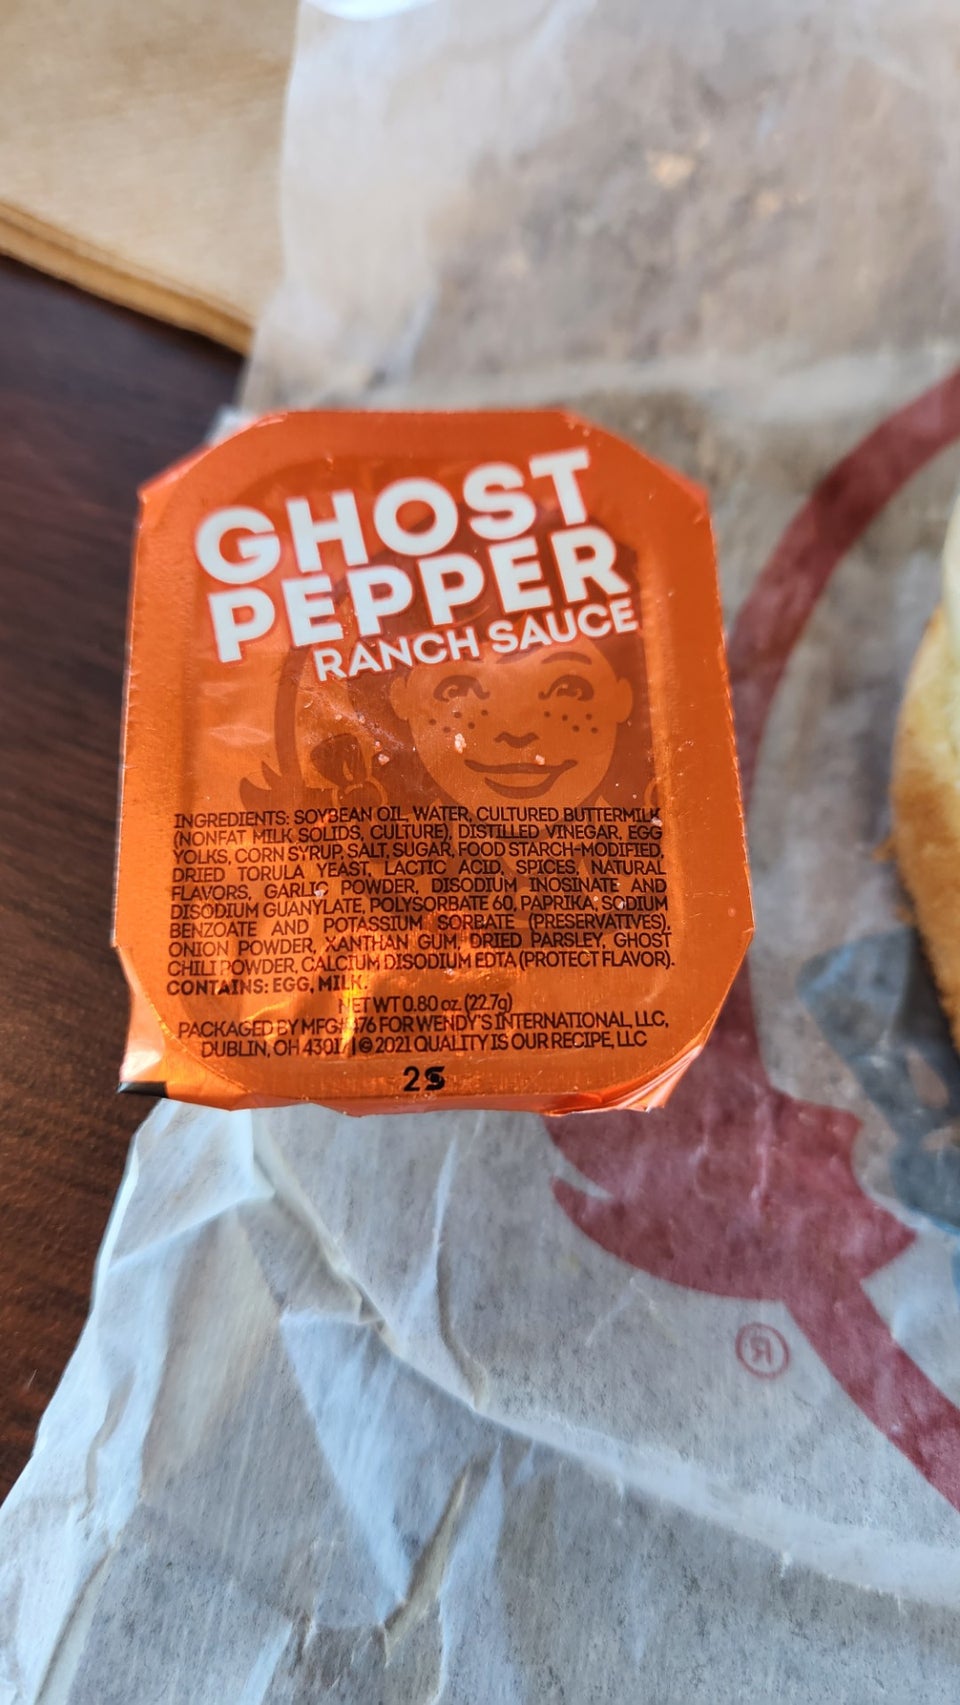 GHOST
PEPPER
RANCH SAUCE
INGREDIENTS: SOYBEAN OIL, WATER, CULTURED BUTTERMILK
(NONFAT MILK SOLIDS, CULTURE), DISTILLED VINEGAR, EGG
YOLKS, CORN SYRUP, SALT, SUGAR, FOOD STARCH-MODIFIED,
DRIED TORULA YEAST, LACTIC ACID, SPICES, NATURAL
FLAVORS, GARLIC POWDER, DISODIUM INOSINATE AND
DISODIUM GUANYLATE, POLYSORBATE 60, PAPRIKA, SODIUM
BENZOATE AND POTASSIUM SORBATE (PRESERVATIVES),
ONION POWDER, XANTHAN GUM, DRIED PARSLEY, GHOST
CHILI POWDER, CALCIUM DISODIUM EDTA (PROTECT FLAVOR).
CONTAINS: EGG, MILK.
NET WT 0.80 oz. (22.7g)
PACKAGED BY MFG# 476 FOR WENDY'S INTERNATIONAL, LLC,
DUBLIN, OH 43017 | © 2021 QUALITY IS OUR RECIPE, LLC
®